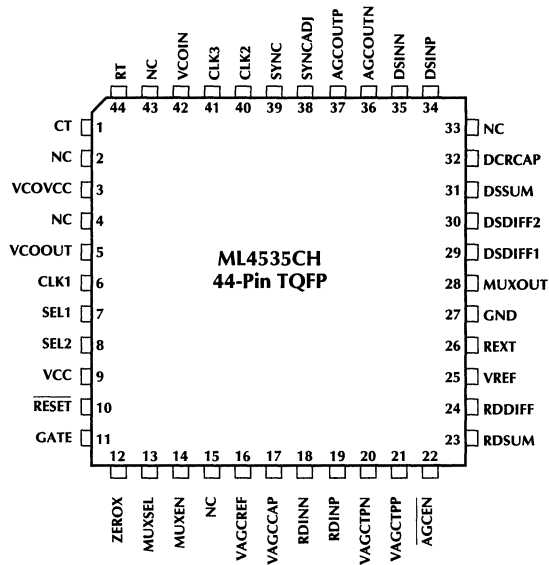 RT
NC
VCOIN
CLK3
CLK2
SYNC
SYNCADJ
AGCOUTP
AGCOUTN
DSINN
DSINP
44 43 42 41 40 39 38 37 36 35 34
CT 1
NC 2
VCOVCC 3
NC 4
VCOOUT 5
CLK1 6
SEL1 7
SEL2 8
VCC 9
RESET 10
GATE 11
ML4535CH
44-Pin TQFP
33 NC
32 DCRCAP
31 DSSUM
30 DSDIFF2
29 DSDIFF1
28 MUXOUT
27 GND
26 REXT
25 VREF
24 RDDIFF
23 RDSUM
12 13 14 15 16 17 18 19 20 21 22
ZEROX
MUXSEL
MUXEN
NC
VAGCREF
VAGCCAP
RDINN
RDINP
VAGCTPN
VAGCTPP
AGCEN